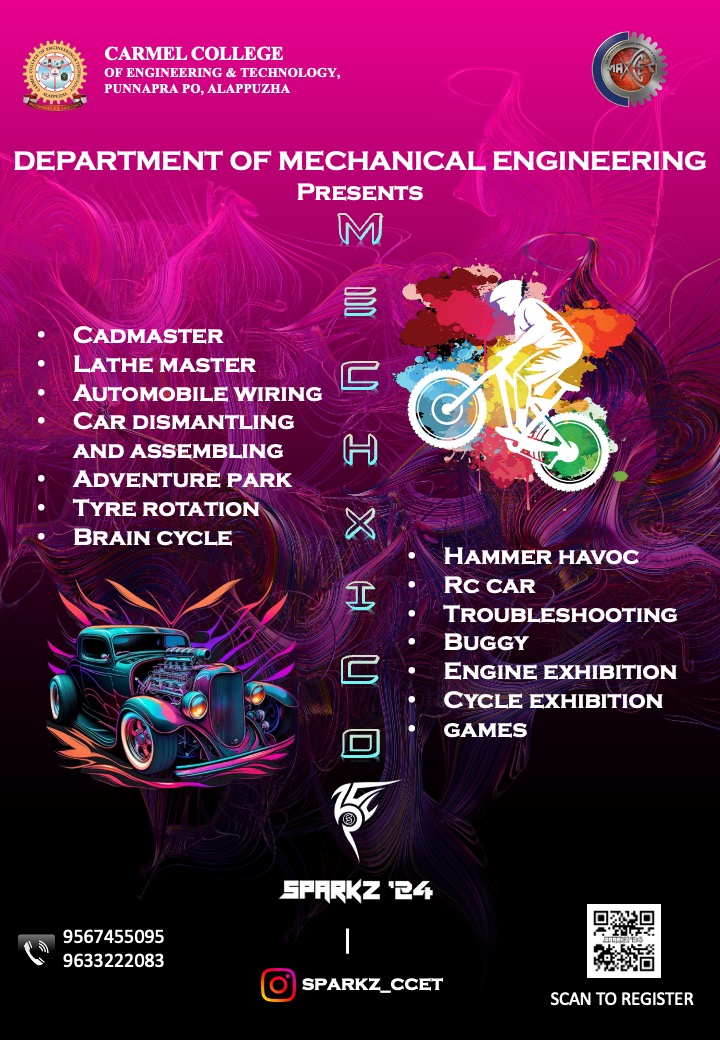 CARMEL COLLEGE
OF ENGINEERING & TECHNOLOGY,
PUNNAPRA PO, ALAPPUZHA
DEPARTMENT OF MECHANICAL ENGINEERING
PRESENTS
MECHXICO
• CADMASTER
• LATHE MASTER
• AUTOMOBILE WIRING
• CAR DISMANTLING
AND ASSEMBLING
• ADVENTURE PARK
• TYRE ROTATION
• BRAIN CYCLE
• HAMMER HAVOC
• RC CAR
• TROUBLESHOOTING
• BUGGY
• ENGINE EXHIBITION
• CYCLE EXHIBITION
• GAMES
SPARKZ '24
9567455095
9633222083
SPARKZ_CCET
SCAN TO REGISTER